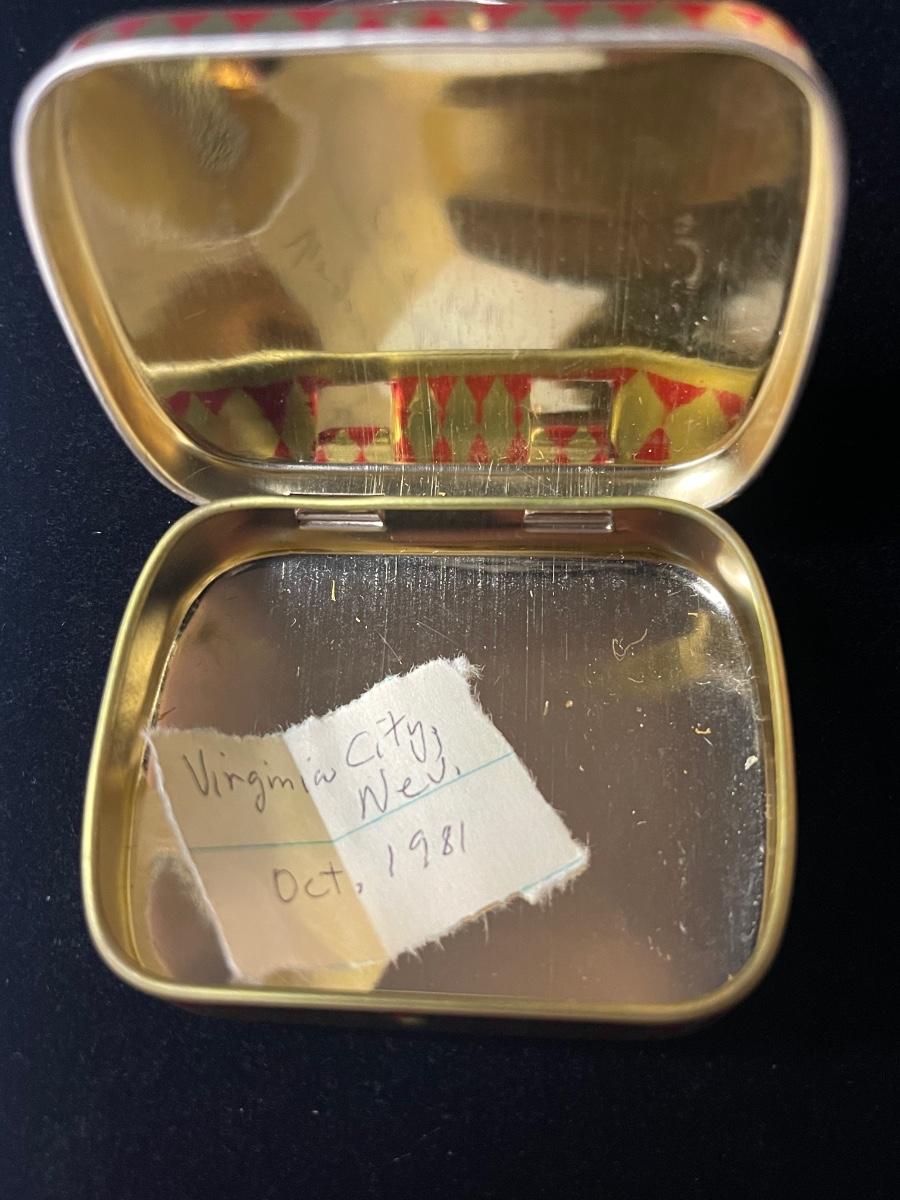 Virginia City,
Nev.
Oct, 1981